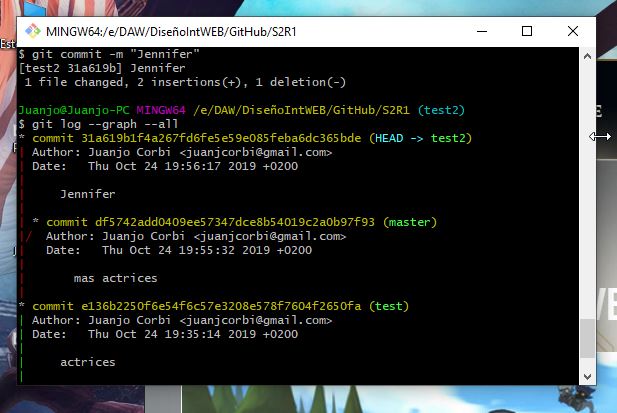 MINGW64:/e/DAW/DiseñoIntWEB/GitHub/S2R1
$ git commit -m "Jennifer"
[test2 31a619b] Jennifer
 1 file changed, 2 insertions(+), 1 deletion(-)
Juanjo@Juanjo-PC MINGW64 /e/DAW/DiseñoIntWEB/GitHub/S2R1 (test2)
$ git log --graph --all
* commit 31a619b1f4a267fd6fe5e59e085feba6dc365bde (HEAD -> test2)
| Author: Juanjo Corbi <juanjcorbi@gmail.com>
| Date:   Thu Oct 24 19:56:17 2019 +0200
|
|     Jennifer
|
| * commit df5742add0409ee57347dce8b54019c2a0b97f93 (master)
|/  Author: Juanjo Corbi <juanjcorbi@gmail.com>
|   Date:   Thu Oct 24 19:55:32 2019 +0200
|
|       mas actrices
|
* commit e136b2250f6e54f6c57e3208e578f7604f2650fa (test)
| Author: Juanjo Corbi <juanjcorbi@gmail.com>
| Date:   Thu Oct 24 19:35:14 2019 +0200
|
|     actrices
|
Est